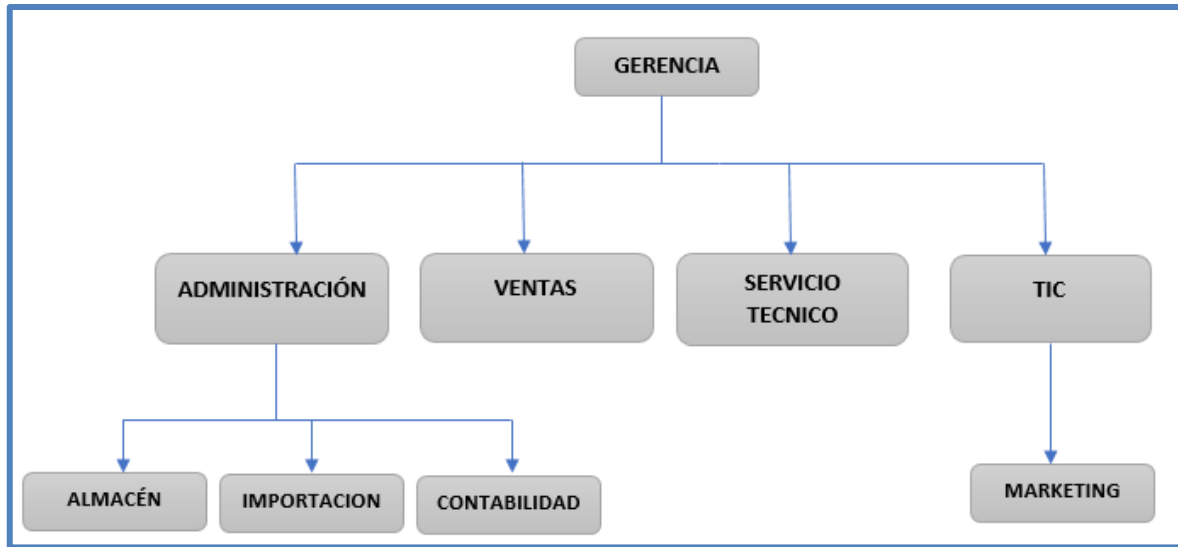 GERENCIA
ADMINISTRACIÓN
VENTAS
SERVICIO
TECNICO
TIC
ALMACÉN
IMPORTACION
CONTABILIDAD
MARKETING